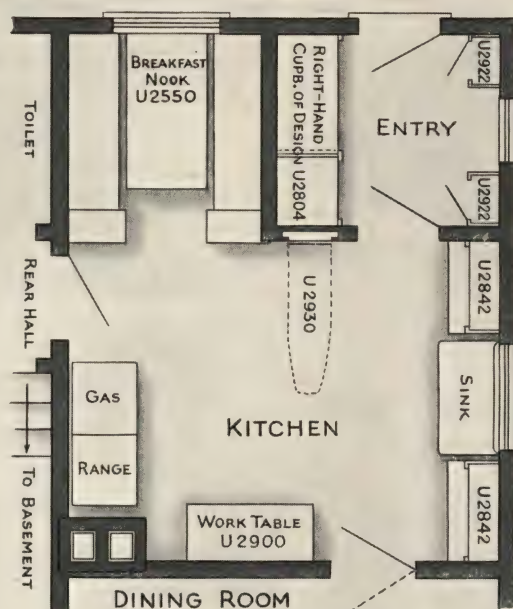 BREAKFAST
NOOK
U2550
RIGHT-HAND
CUPB. OF DESIGN U2804
U2922
ENTRY
U2922
TOILET
REAR HALL
TO BASEMENT
U2930
U2842
SINK
U2842
GAS
RANGE
KITCHEN
WORK TABLE
U2900
DINING ROOM